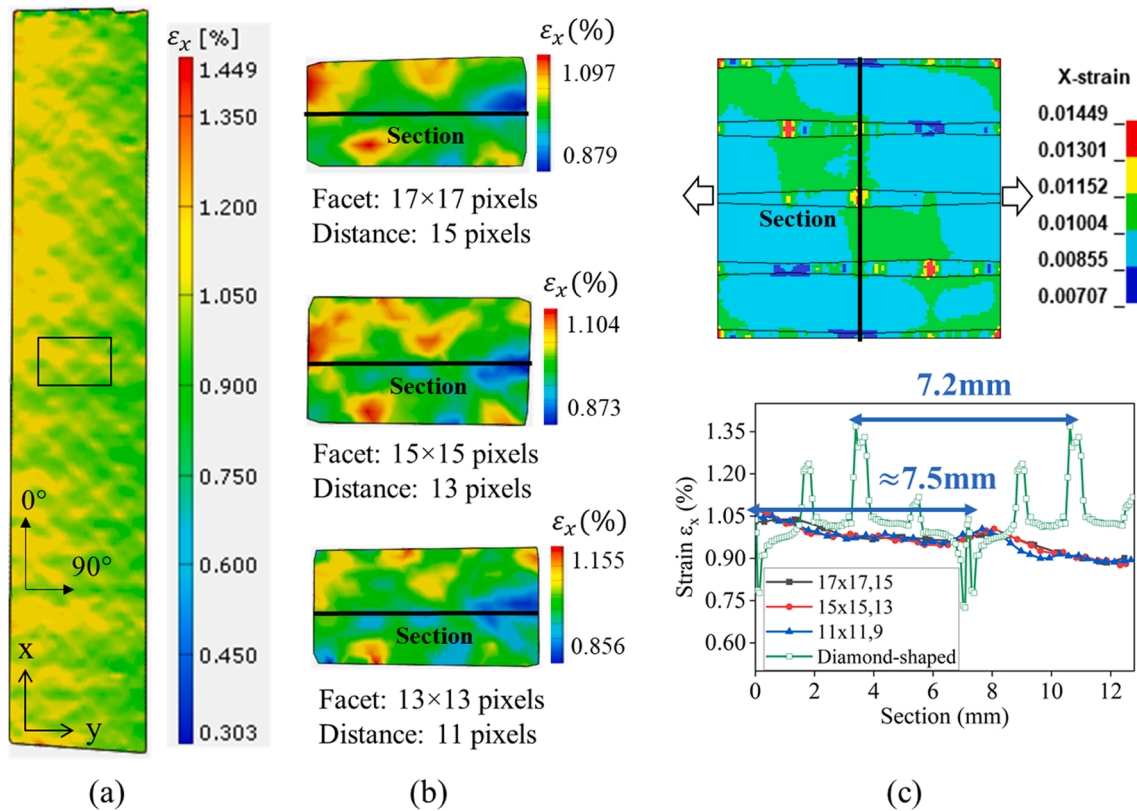 εx [%]
1.449
1.350
1.200
1.050
0.900
0.750
0.600
0.450
0.303
0°
90°
x
y
(a)
εx(%)
1.097
0.879
Section
Facet: 17×17 pixels
Distance: 15 pixels
εx(%)
1.104
0.873
Section
Facet: 15×15 pixels
Distance: 13 pixels
εx(%)
1.155
0.856
Section
Facet: 13×13 pixels
Distance: 11 pixels
(b)
Section
X-strain
0.01449
0.01301
0.01152
0.01004
0.00855
0.00707
7.2mm
≈7.5mm
Strain εx (%)
1.35
1.20
1.05
0.90
0.75
0.60
17x17,15
15x15,13
11x11,9
Diamond-shaped
0 2 4 6 8 10 12
Section (mm)
(c)